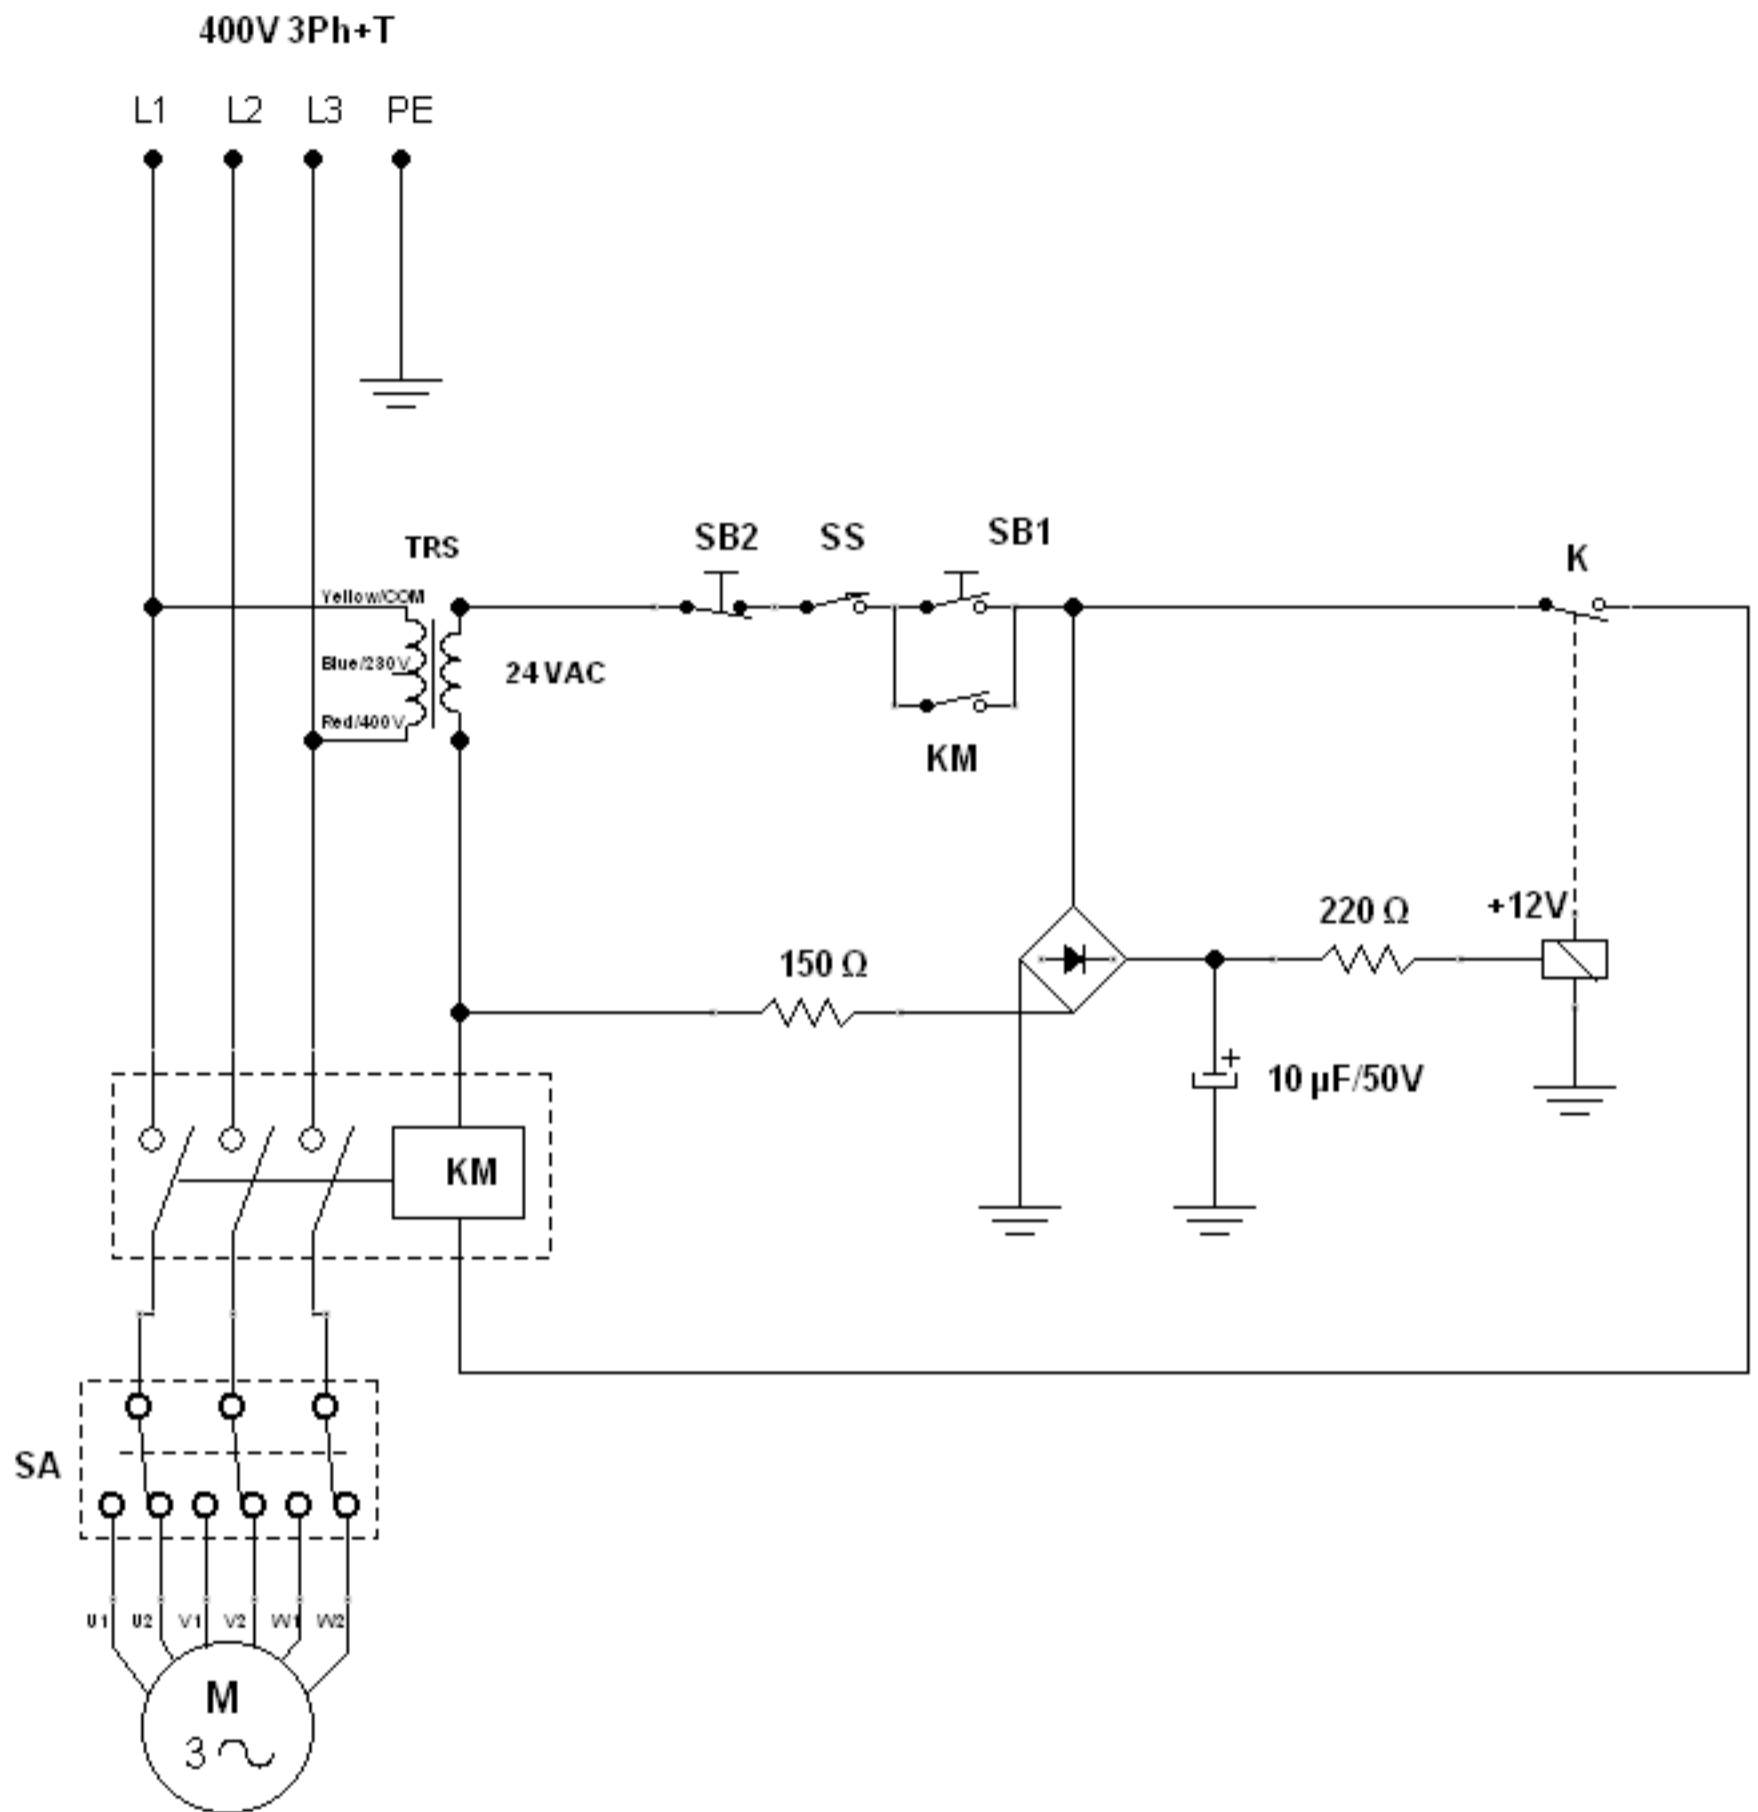 400V 3Ph+T
L1 L2 L3 PE
SB2 SS SB1
TRS
K
Yellow/COM
Blue/230V
24 VAC
Red/400V
KM
220 Ω
+12V
150 Ω
+
10 µF/50V
KM
SA
U1 U2 V1 V2 W1 W2
M
3